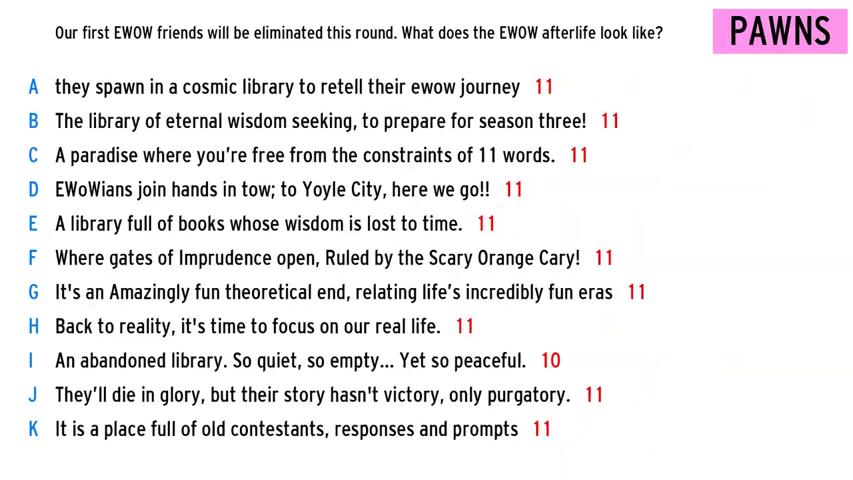 Our first EWOW friends will be eliminated this round. What does the EWOW afterlife look like?
PAWNS
A they spawn in a cosmic library to retell their ewow journey 11
B The library of eternal wisdom seeking, to prepare for season three! 11
C A paradise where you're free from the constraints of 11 words. 11
D EWoWians join hands in tow; to Yoyle City, here we go!! 11
E A library full of books whose wisdom is lost to time. 11
F Where gates of Imprudence open, Ruled by the Scary Orange Cary! 11
G It's an Amazingly fun theoretical end, relating life's incredibly fun eras 11
H Back to reality, it's time to focus on our real life. 11
I An abandoned library. So quiet, so empty... Yet so peaceful. 10
J They'll die in glory, but their story hasn't victory, only purgatory. 11
K It is a place full of old contestants, responses and prompts 11